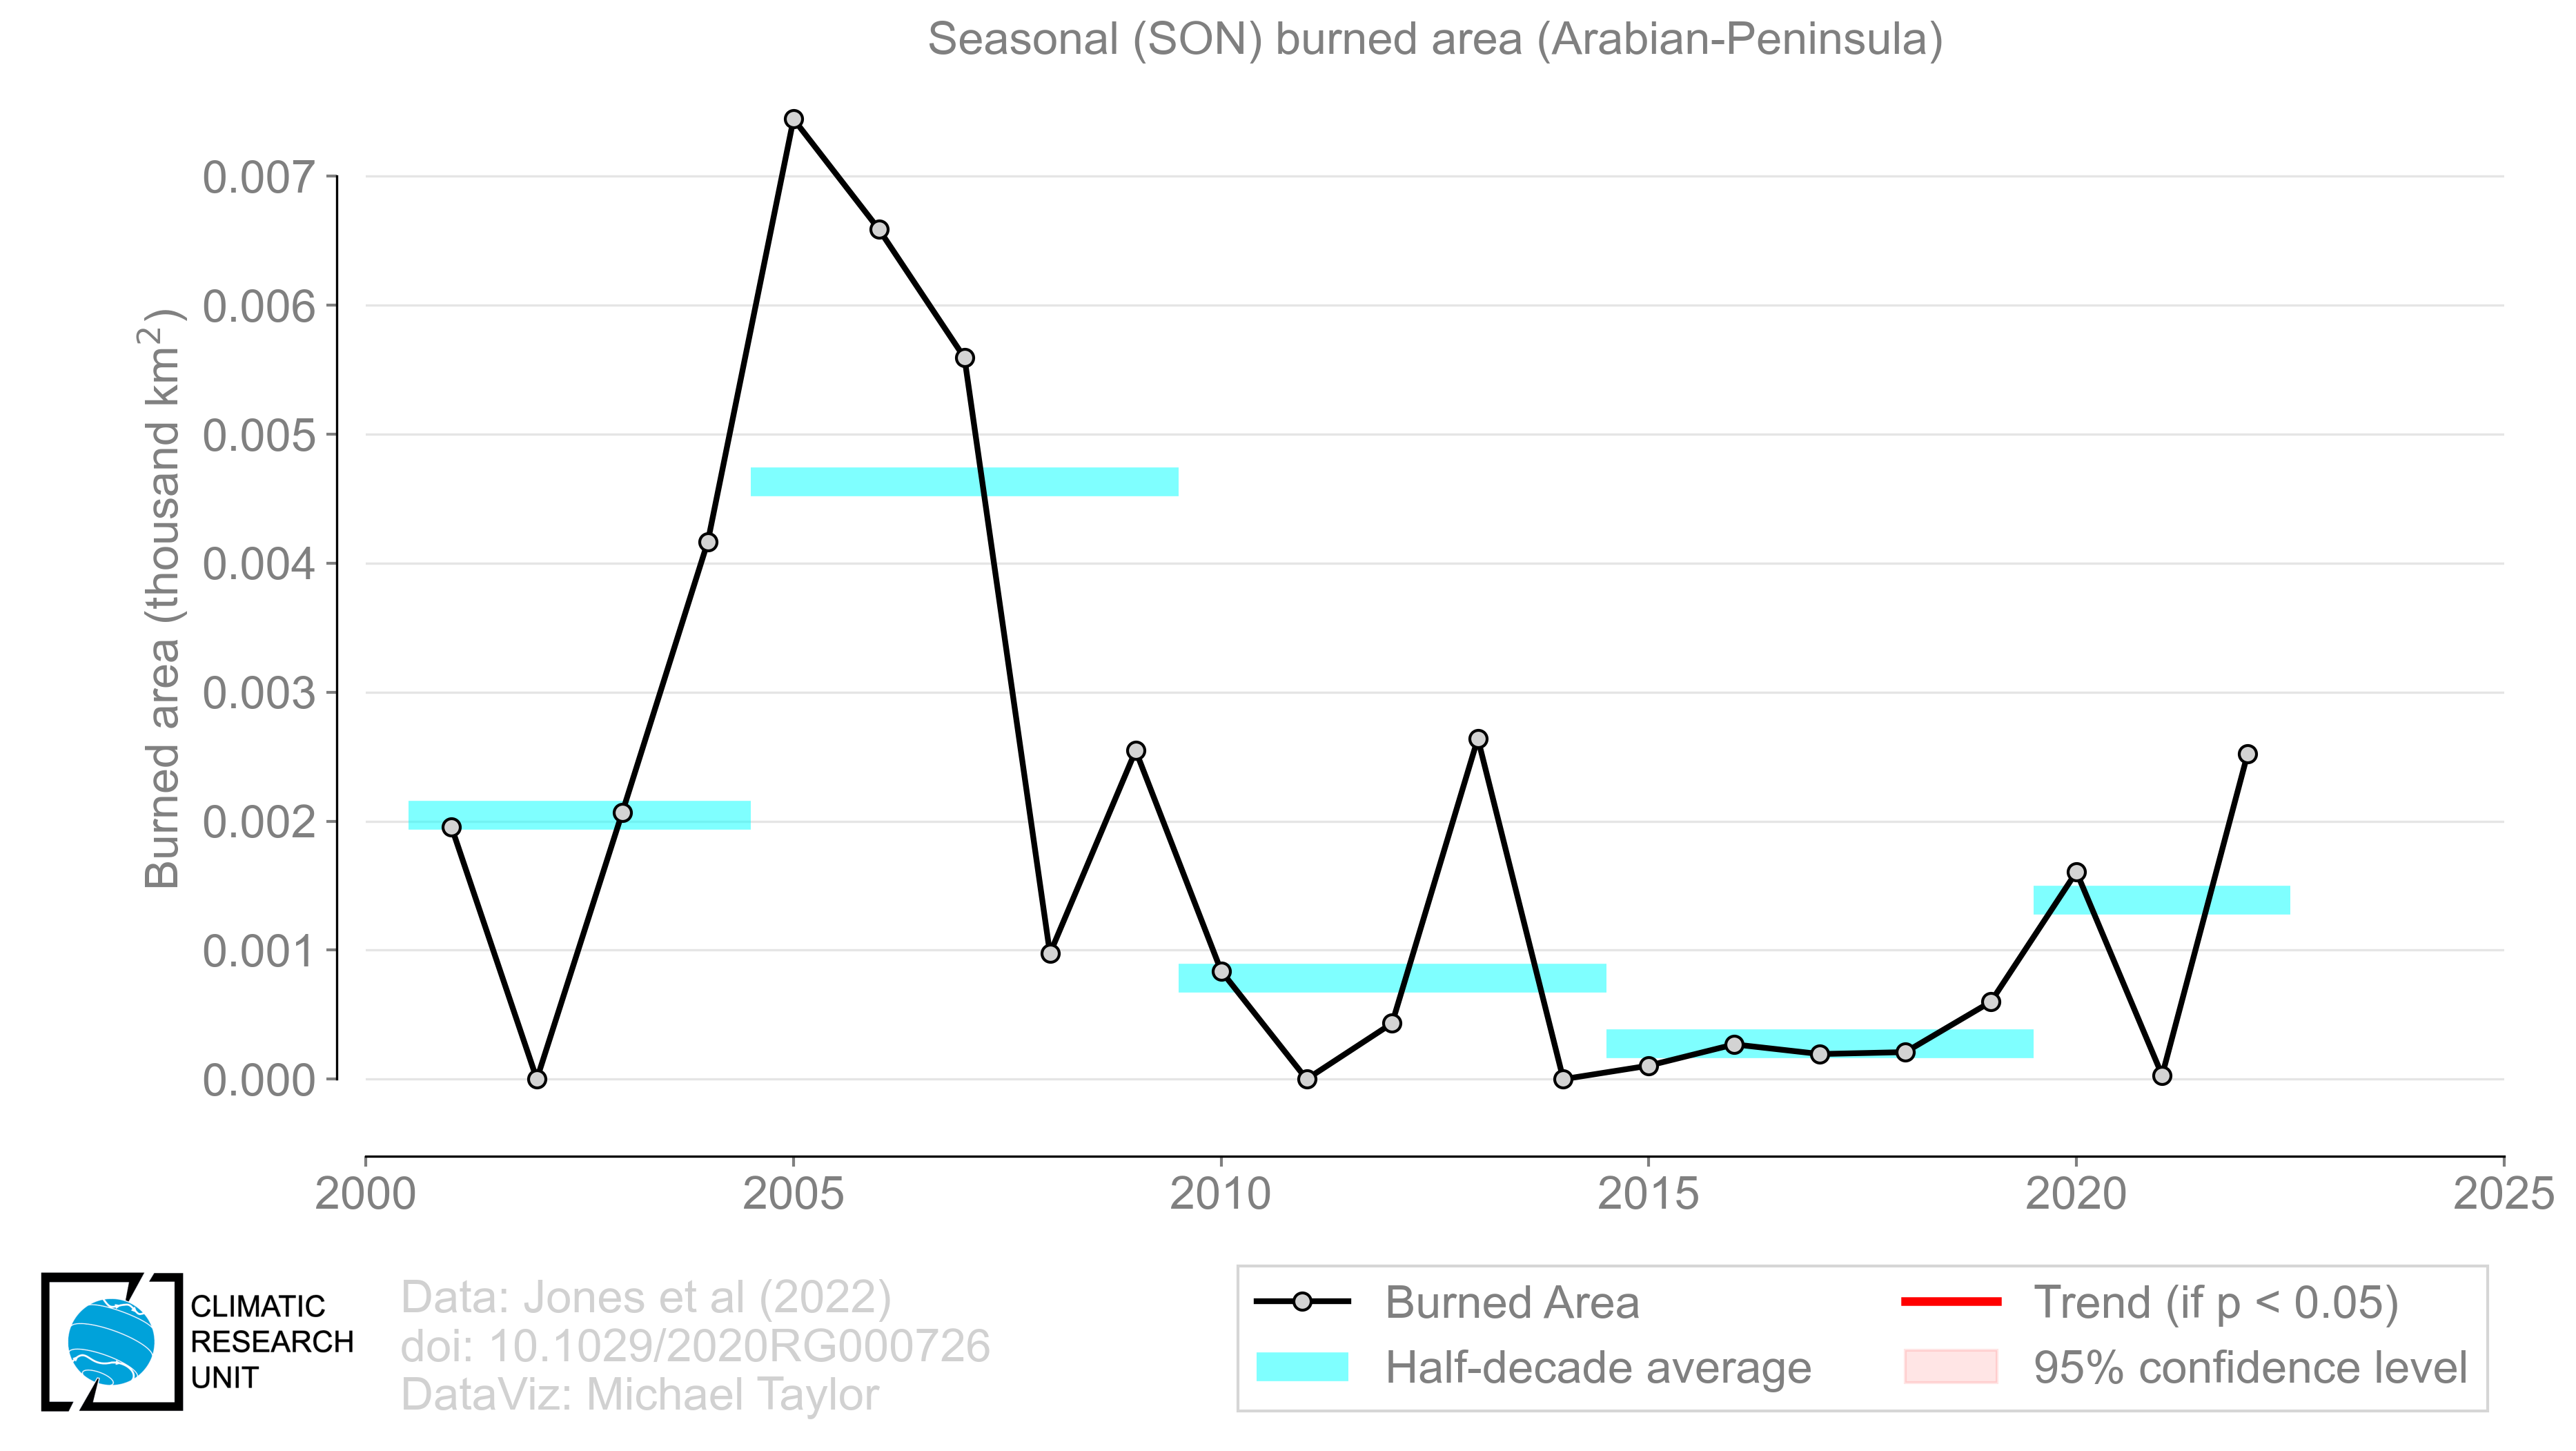 Seasonal (SON) burned area (Arabian-Peninsula)
Burned area (thousand km²)
0.007
0.006
0.005
0.004
0.003
0.002
0.001
0.000
2000 2005 2010 2015 2020 2025
CLIMATIC
RESEARCH
UNIT
Data: Jones et al (2022)
doi: 10.1029/2020RG000726
DataViz: Michael Taylor
Burned Area
Half-decade average
Trend (if p < 0.05)
95% confidence level